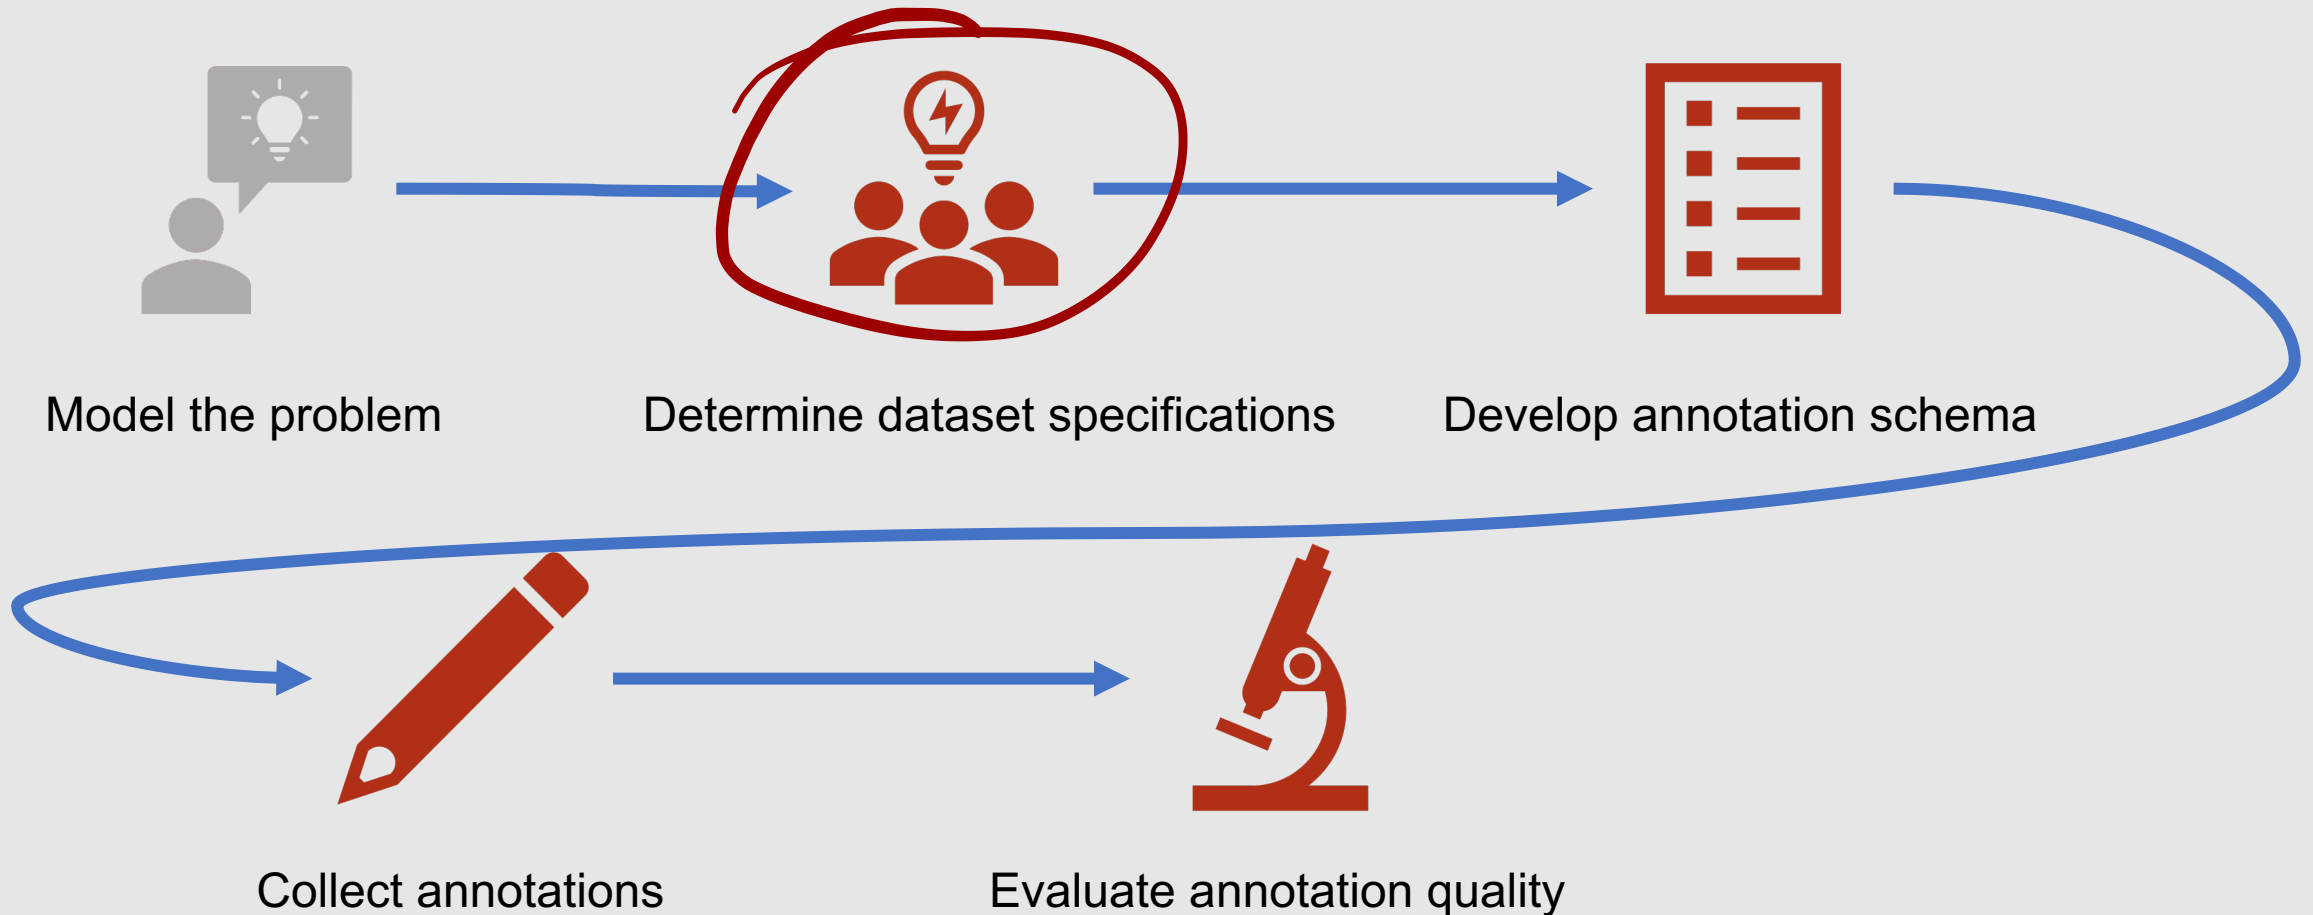 Model the problem
Determine dataset specifications
Develop annotation schema
Collect annotations
Evaluate annotation quality